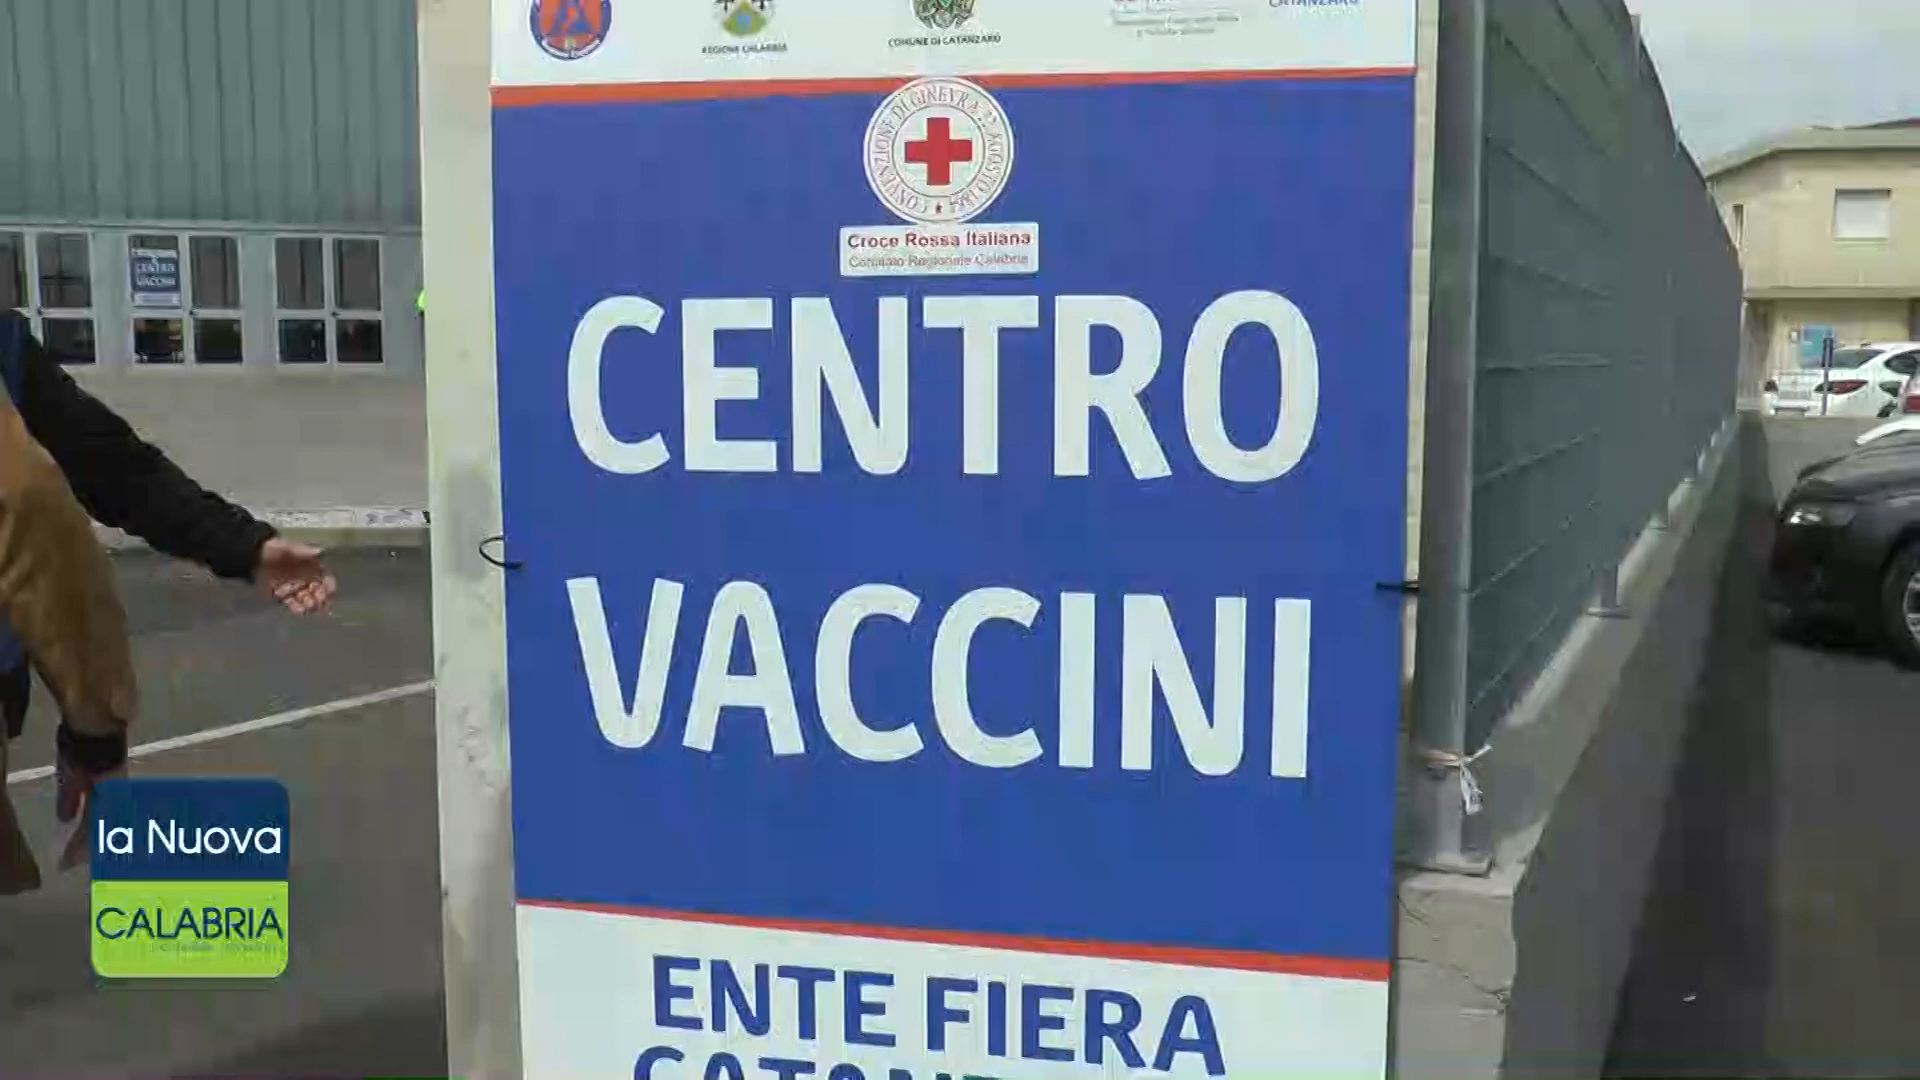 REGIONE CALABRIA
COMUNE DI CATANZARO
CATANZARO
CONVENZIONE DI GINEVRA 22 AGOSTO 1864
Croce Rossa Italiana
Comitato Regionale Calabria
CENTRO
VACCINI
ENTE FIERA
CENTRO
VACCINI
la Nuova
CALABRIA